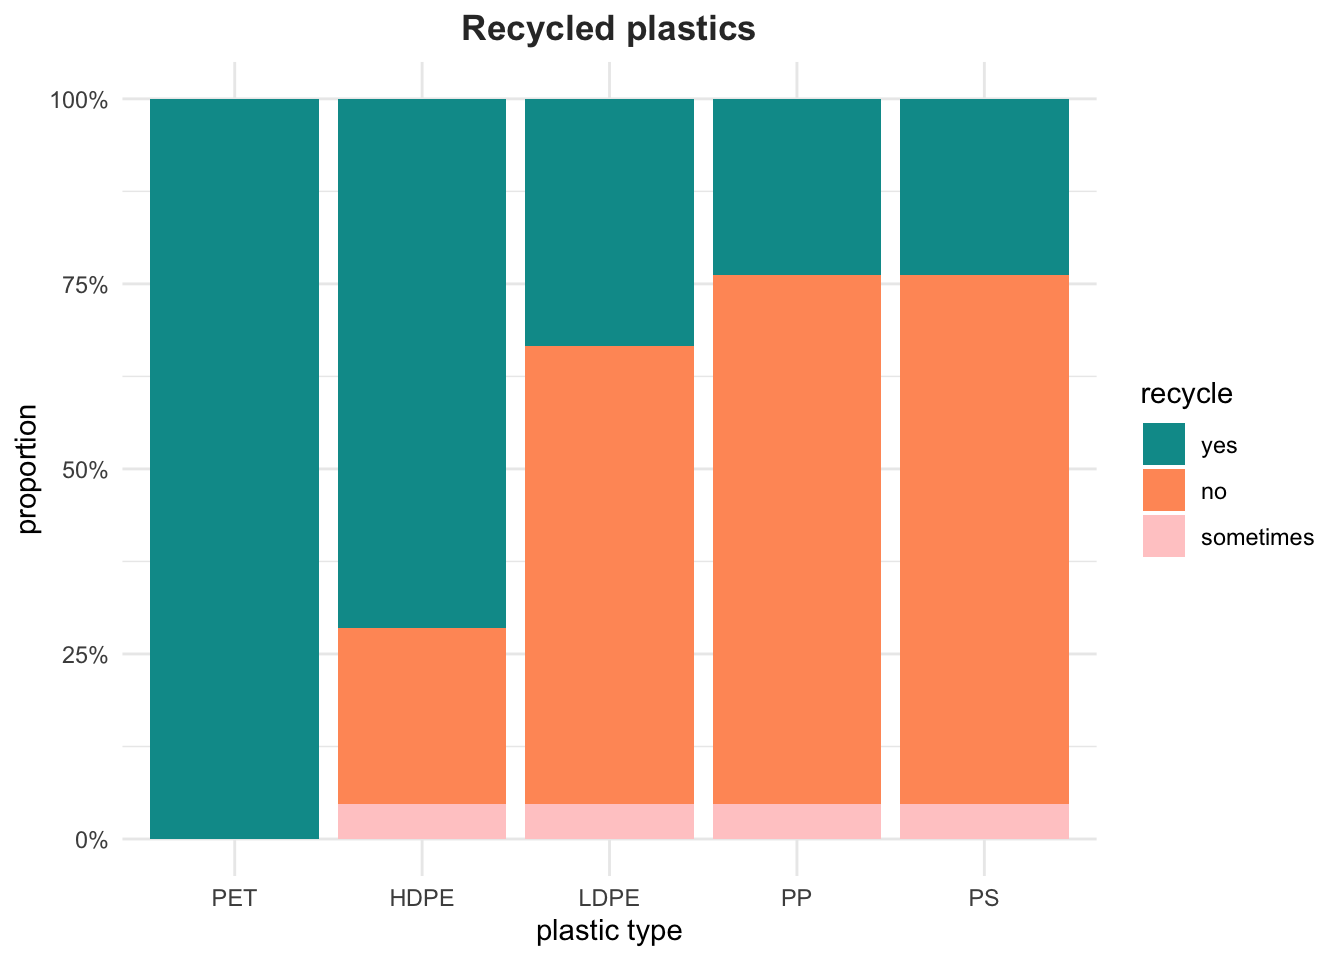 Recycled plastics
100%
75%
50%
25%
0%
proportion
PET HDPE LDPE PP PS
plastic type
recycle
yes
no
sometimes